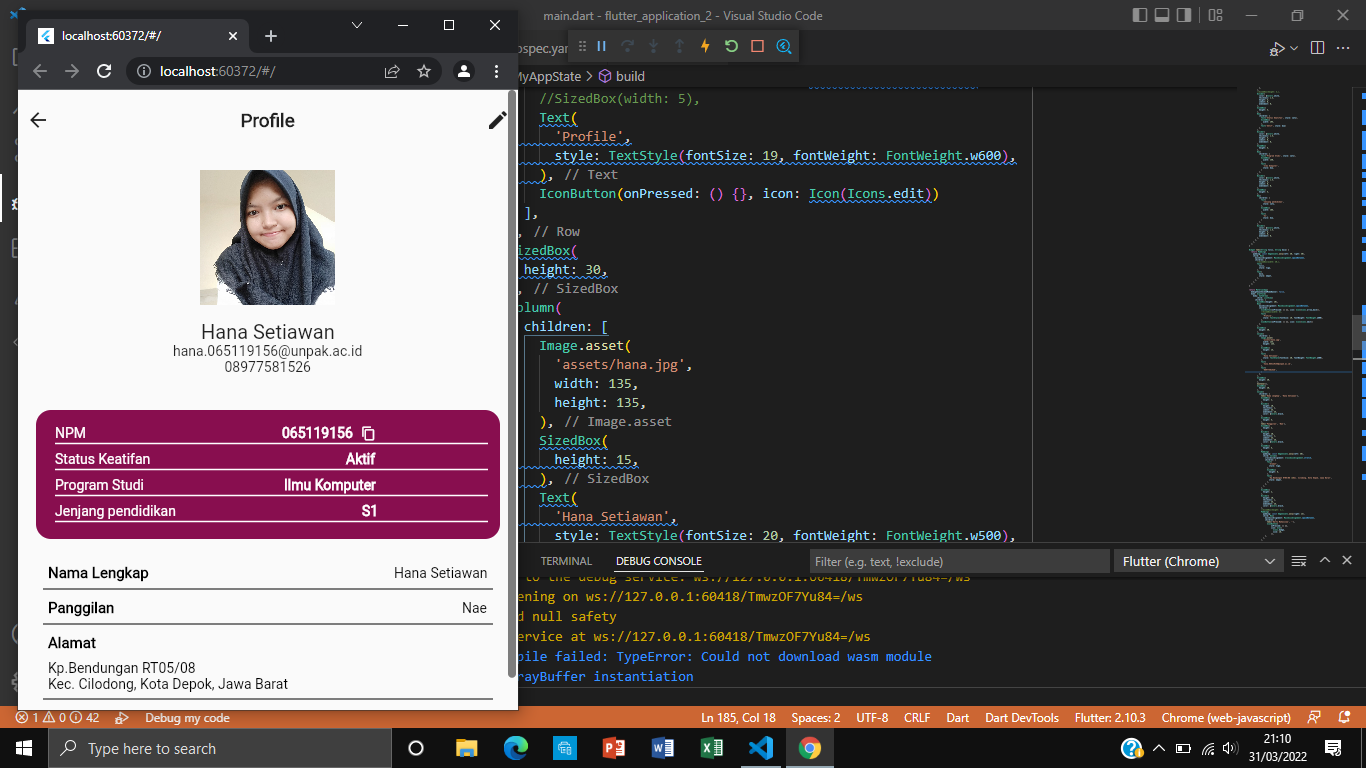 main.dart - flutter_application_2 - Visual Studio Code
localhost:60372/#/
localhost:60372/#/
Profile
Hana Setiawan
hana.065119156@unpak.ac.id
08977581526
NPM 065119156
Status Keatifan Aktif
Program Studi Ilmu Komputer
Jenjang pendidikan S1
Nama Lengkap Hana Setiawan
Panggilan Nae
Alamat
Kp.Bendungan RT05/08
Kec. Cilodong, Kota Depok, Jawa Barat
ospec.yam
MyAppState > build
//SizedBox(width: 5),
Text(
'Profile',
style: TextStyle(fontSize: 19, fontWeight: FontWeight.w600),
), // Text
IconButton(onPressed: () {}, icon: Icon(Icons.edit))
],
, // Row
izedBox(
height: 30,
, // SizedBox
olumn(
children: [
Image.asset(
'assets/hana.jpg',
width: 135,
height: 135,
), // Image.asset
SizedBox(
height: 15,
), // SizedBox
Text(
'Hana Setiawan',
style: TextStyle(fontSize: 20, fontWeight: FontWeight.w500),
TERMINAL DEBUG CONSOLE Filter (e.g. text, !exclude) Flutter (Chrome)
to the debug service: ws://127.0.0.1:60418/TmwzOF7Yu84=/ws
ening on ws://127.0.0.1:60418/TmwzOF7Yu84=/ws
d null safety
ervice at ws://127.0.0.1:60418/TmwzOF7Yu84=/ws
pile failed: TypeError: Could not download wasm module
rayBuffer instantiation
1 0 42 Debug my code Ln 185, Col 18 Spaces: 2 UTF-8 CRLF Dart Dart DevTools Flutter: 2.10.3 Chrome (web-javascript)
Type here to search
21:10
31/03/2022